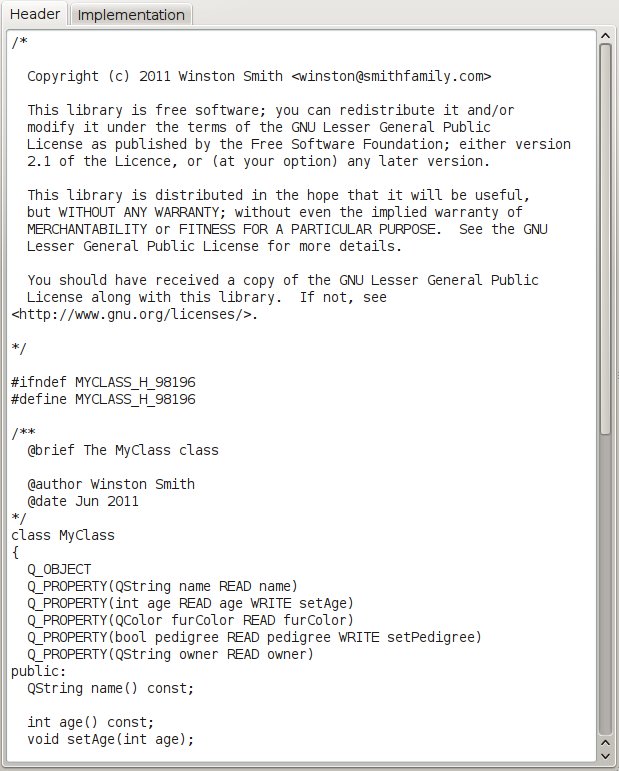 Header Implementation
/*
Copyright (c) 2011 Winston Smith <winston@smithfamily.com>
This library is free software; you can redistribute it and/or
modify it under the terms of the GNU Lesser General Public
License as published by the Free Software Foundation; either version
2.1 of the Licence, or (at your option) any later version.
This library is distributed in the hope that it will be useful,
but WITHOUT ANY WARRANTY; without even the implied warranty of
MERCHANTABILITY or FITNESS FOR A PARTICULAR PURPOSE.  See the GNU
Lesser General Public License for more details.
You should have received a copy of the GNU Lesser General Public
License along with this library.  If not, see
<http://www.gnu.org/licenses/>.
*/
#ifndef MYCLASS_H_98196
#define MYCLASS_H_98196
/**
@brief The MyClass class
@author Winston Smith
@date Jun 2011
*/
class MyClass
{
Q_OBJECT
Q_PROPERTY(QString name READ name)
Q_PROPERTY(int age READ age WRITE setAge)
Q_PROPERTY(QColor furColor READ furColor)
Q_PROPERTY(bool pedigree READ pedigree WRITE setPedigree)
Q_PROPERTY(QString owner READ owner)
public:
QString name() const;
int age() const;
void setAge(int age);